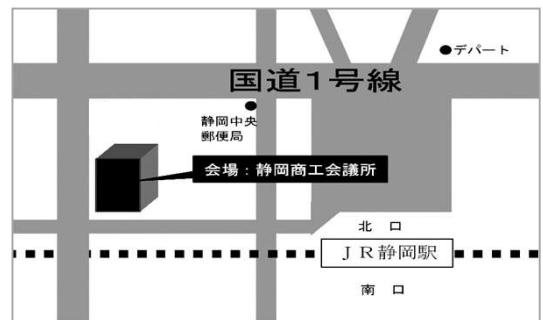 デパート
国道1号線
静岡中央
郵便局
会場：静岡商工会議所
北 口
JR静岡駅
南 口